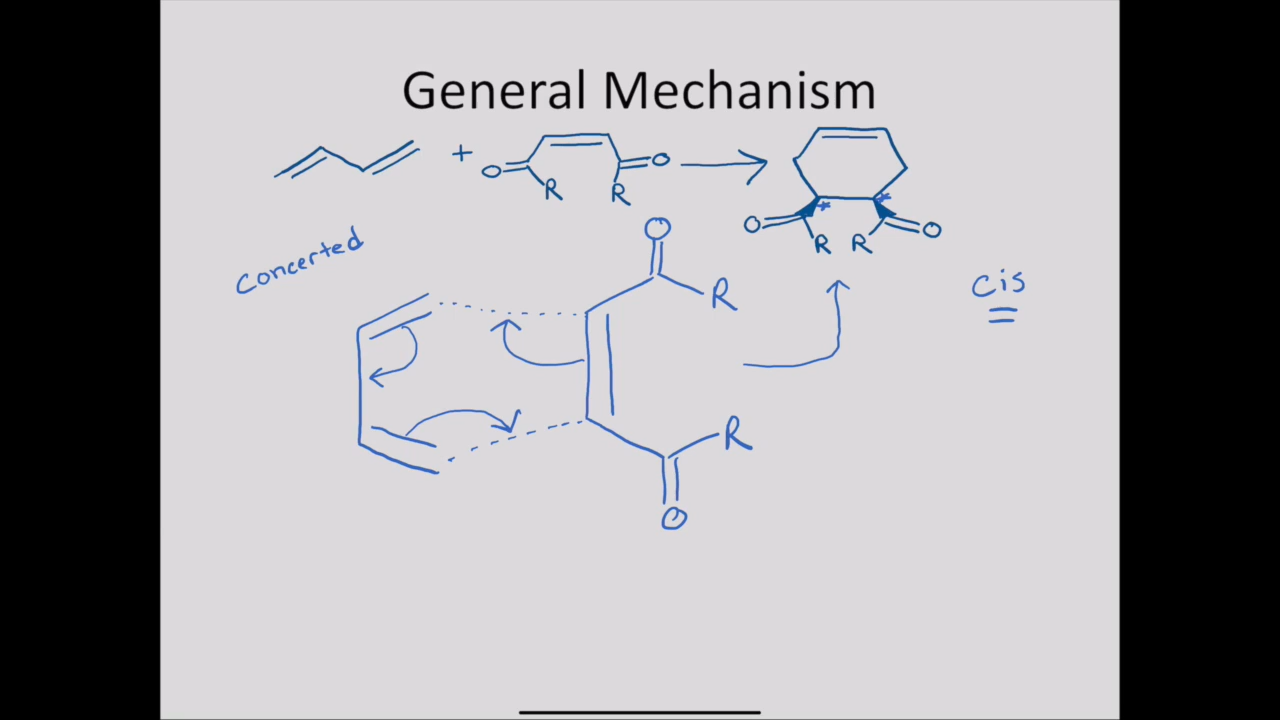 General Mechanism
+
O R R O
O R R O
Concerted
O
R
cis
R
O